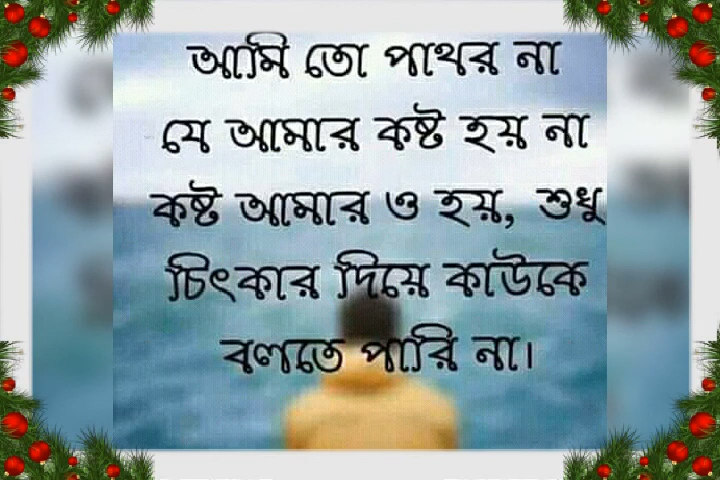 আমি তো পাথর না
যে আমার কষ্ট হয় না
কষ্ট আমার ও হয়, শুধু
চিৎকার দিয়ে কাউকে
বলতে পারি না।